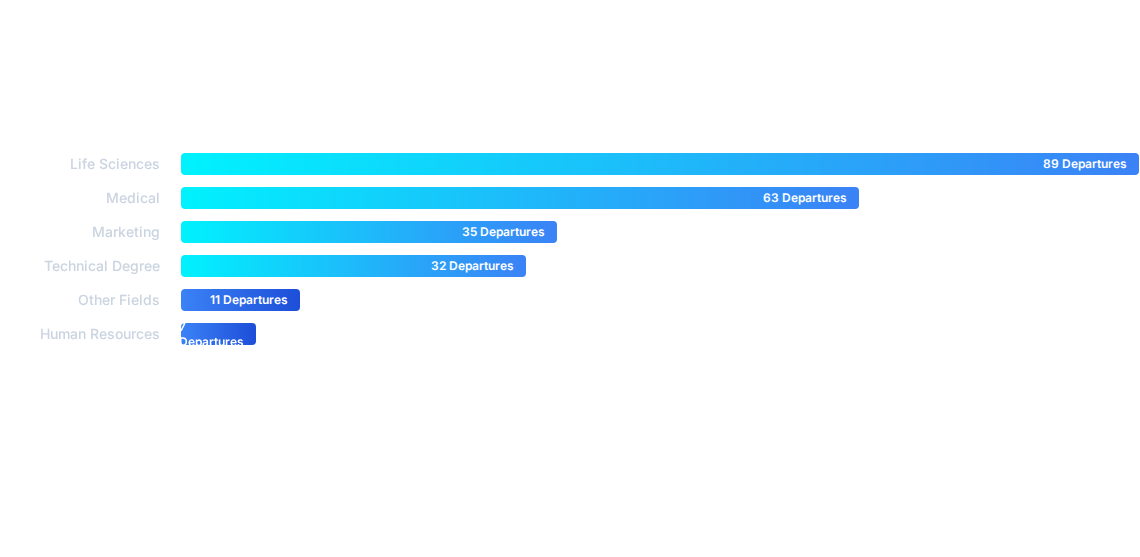 Life Sciences 89 Departures
Medical 63 Departures
Marketing 35 Departures
Technical Degree 32 Departures
Other Fields 11 Departures
Human Resources
Departures